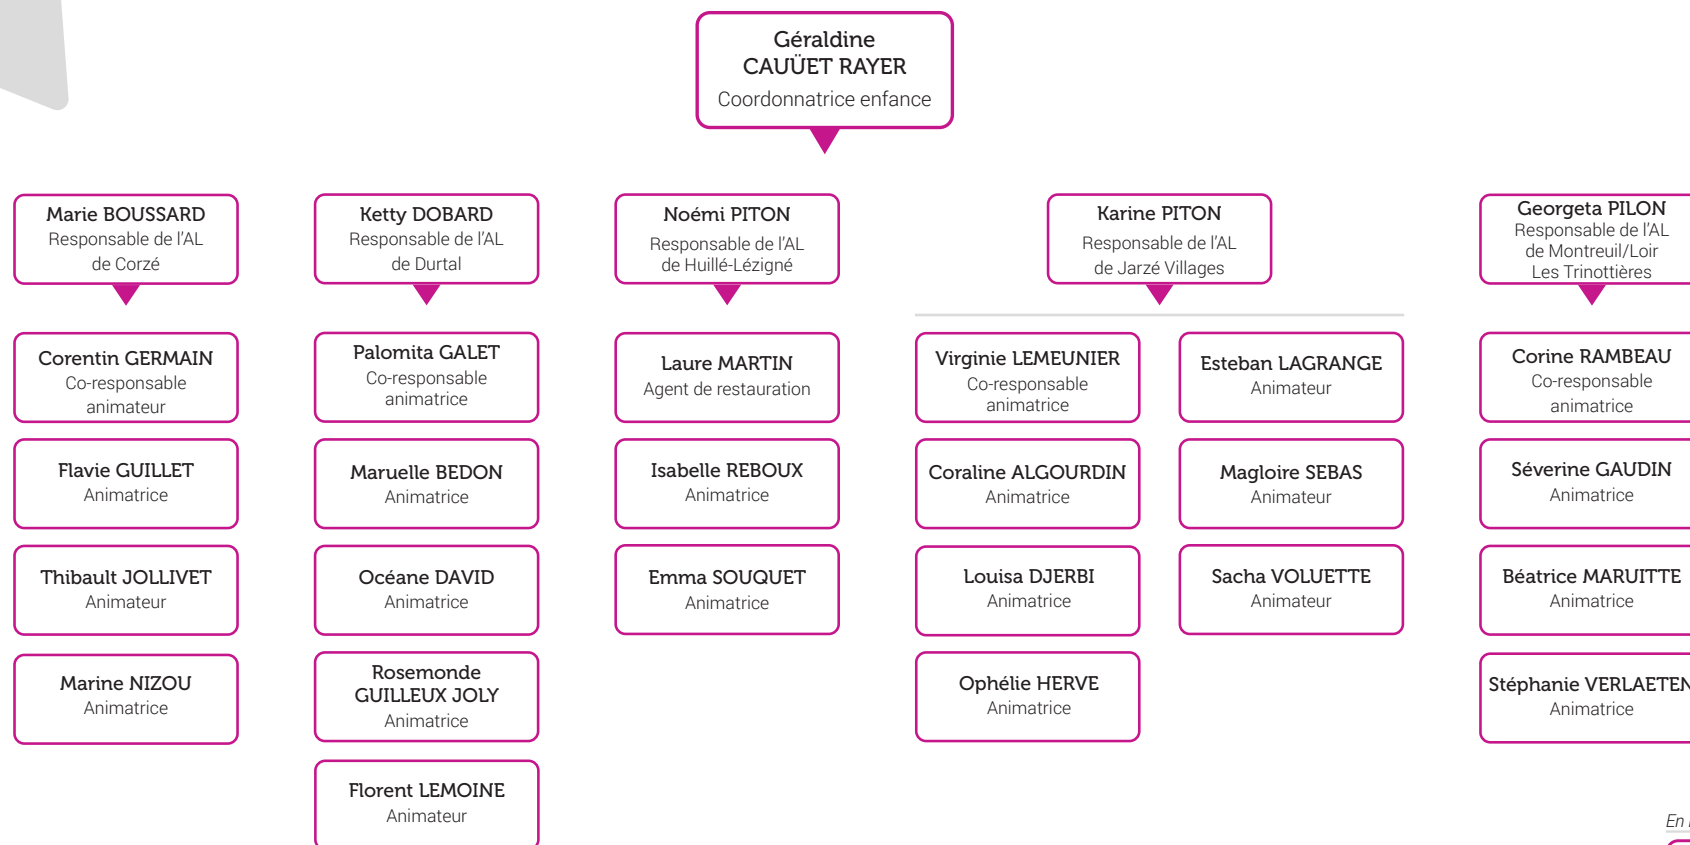 Géraldine
CAUÜET RAYER
Coordonnatrice enfance
Marie BOUSSARD
Responsable de l'AL
de Corzé
Corentin GERMAIN
Co-responsable
animateur
Flavie GUILLET
Animatrice
Thibault JOLLIVET
Animateur
Marine NIZOU
Animatrice
Ketty DOBARD
Responsable de l'AL
de Durtal
Palomita GALET
Co-responsable
animatrice
Maruelle BEDON
Animatrice
Océane DAVID
Animatrice
Rosemonde
GUILLEUX JOLY
Animatrice
Florent LEMOINE
Animateur
Noémi PITON
Responsable de l'AL
de Huillé-Lézigné
Laure MARTIN
Agent de restauration
Isabelle REBOUX
Animatrice
Emma SOUQUET
Animatrice
Karine PITON
Responsable de l'AL
de Jarzé Villages
Virginie LEMEUNIER
Co-responsable
animatrice
Coraline ALGOURDIN
Animatrice
Louisa DJERBI
Animatrice
Ophélie HERVE
Animatrice
Esteban LAGRANGE
Animateur
Magloire SEBAS
Animateur
Sacha VOLUETTE
Animateur
Georgeta PILON
Responsable de l'AL
de Montreuil/Loir
Les Trinottières
Corine RAMBEAU
Co-responsable
animatrice
Séverine GAUDIN
Animatrice
Béatrice MARUITTE
Animatrice
Stéphanie VERLAETEN
Animatrice
En